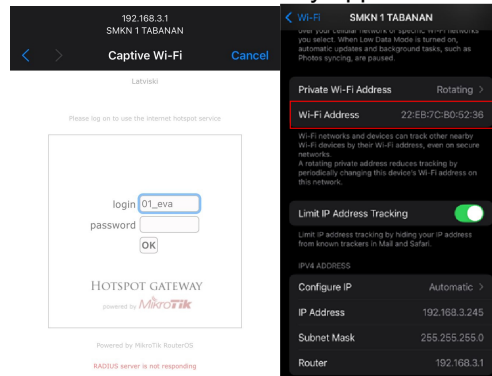 192.168.3.1
SMKN 1 TABANAN
Captive Wi-Fi
Cancel
Latviski
Please log on to use the internet hotspot service
login 01_eva
password
OK
HOTSPOT GATEWAY
powered by MikroTik
Powered by MikroTik RouterOS
RADIUS server is not responding
Wi-Fi SMKN 1 TABANAN
over your cellular network or specific Wi-Fi networks
you select. When Low Data Mode is turned on,
automatic updates and background tasks, such as
Photos syncing, are paused.
Private Wi-Fi Address Rotating
Wi-Fi Address 22:EB:7C:B0:52:36
Wi-Fi networks and devices can track other nearby
Wi-Fi devices by their Wi-Fi address, even on secure
networks.
A rotating private address reduces tracking by
periodically changing this device's Wi-Fi address on
this network.
Limit IP Address Tracking
Limit IP address tracking by hiding your IP address
from known trackers in Mail and Safari.
IPV4 ADDRESS
Configure IP Automatic
IP Address 192.168.3.245
Subnet Mask 255.255.255.0
Router 192.168.3.1